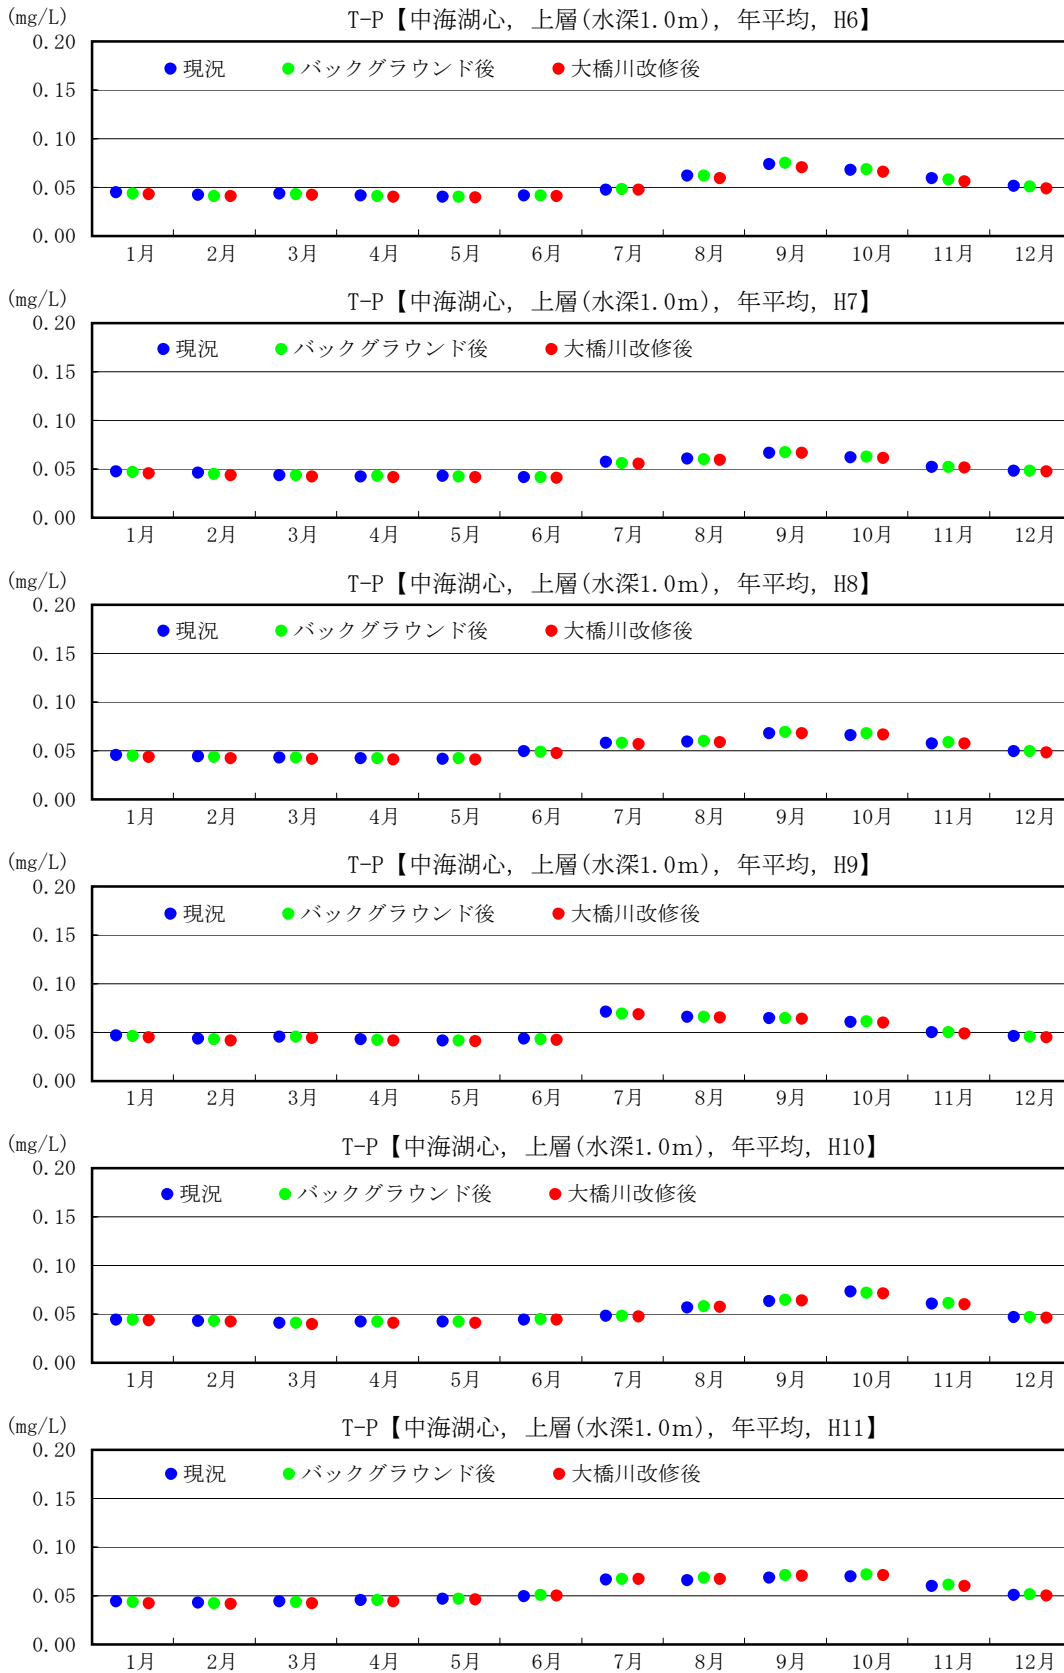 (mg/L) T-P【中海湖心, 上層(水深1.0m), 年平均, H6】
0.20
● 現況 ● バックグラウンド後 ● 大橋川改修後
0.15
0.10
0.05
0.00
1月 2月 3月 4月 5月 6月 7月 8月 9月 10月 11月 12月
(mg/L) T-P【中海湖心, 上層(水深1.0m), 年平均, H7】
0.20
● 現況 ● バックグラウンド後 ● 大橋川改修後
0.15
0.10
0.05
0.00
1月 2月 3月 4月 5月 6月 7月 8月 9月 10月 11月 12月
(mg/L) T-P【中海湖心, 上層(水深1.0m), 年平均, H8】
0.20
● 現況 ● バックグラウンド後 ● 大橋川改修後
0.15
0.10
0.05
0.00
1月 2月 3月 4月 5月 6月 7月 8月 9月 10月 11月 12月
(mg/L) T-P【中海湖心, 上層(水深1.0m), 年平均, H9】
0.20
● 現況 ● バックグラウンド後 ● 大橋川改修後
0.15
0.10
0.05
0.00
1月 2月 3月 4月 5月 6月 7月 8月 9月 10月 11月 12月
(mg/L) T-P【中海湖心, 上層(水深1.0m), 年平均, H10】
0.20
● 現況 ● バックグラウンド後 ● 大橋川改修後
0.15
0.10
0.05
0.00
1月 2月 3月 4月 5月 6月 7月 8月 9月 10月 11月 12月
(mg/L) T-P【中海湖心, 上層(水深1.0m), 年平均, H11】
0.20
● 現況 ● バックグラウンド後 ● 大橋川改修後
0.15
0.10
0.05
0.00
1月 2月 3月 4月 5月 6月 7月 8月 9月 10月 11月 12月